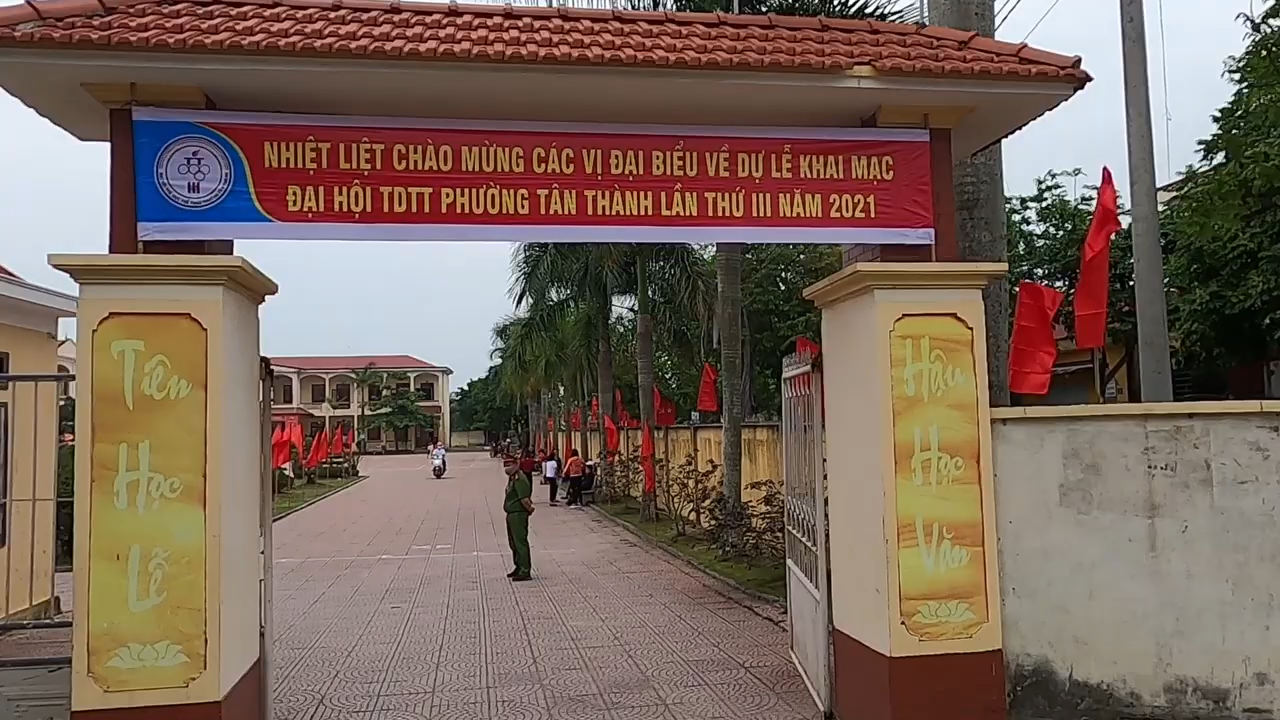 NHIỆT LIỆT CHÀO MỪNG CÁC VỊ ĐẠI BIỂU VỀ DỰ LỄ KHAI MẠC
ĐẠI HỘI TDTT PHƯỜNG TÂN THÀNH LẦN THỨ III NĂM 2021
Tiên
Học
Lễ
Hậu
Học
Văn